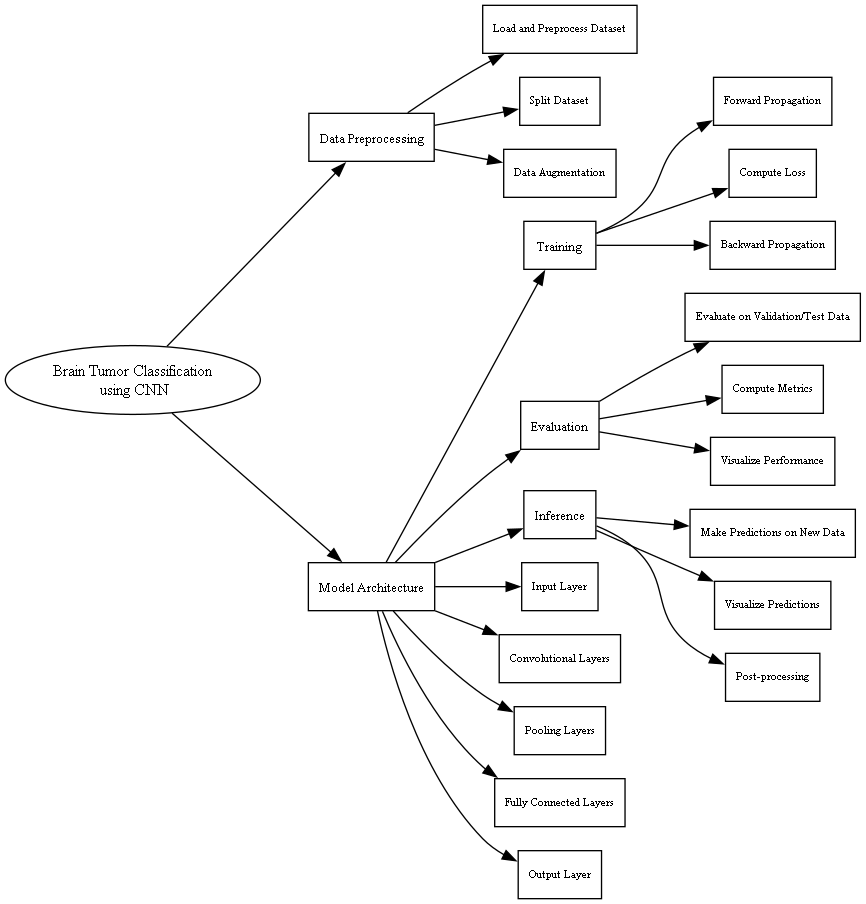 Load and Preprocess Dataset
Split Dataset
Forward Propagation
Data Preprocessing
Data Augmentation
Compute Loss
Training
Backward Propagation
Evaluate on Validation/Test Data
Brain Tumor Classification
using CNN
Compute Metrics
Evaluation
Visualize Performance
Inference
Make Predictions on New Data
Model Architecture
Input Layer
Visualize Predictions
Convolutional Layers
Post-processing
Pooling Layers
Fully Connected Layers
Output Layer